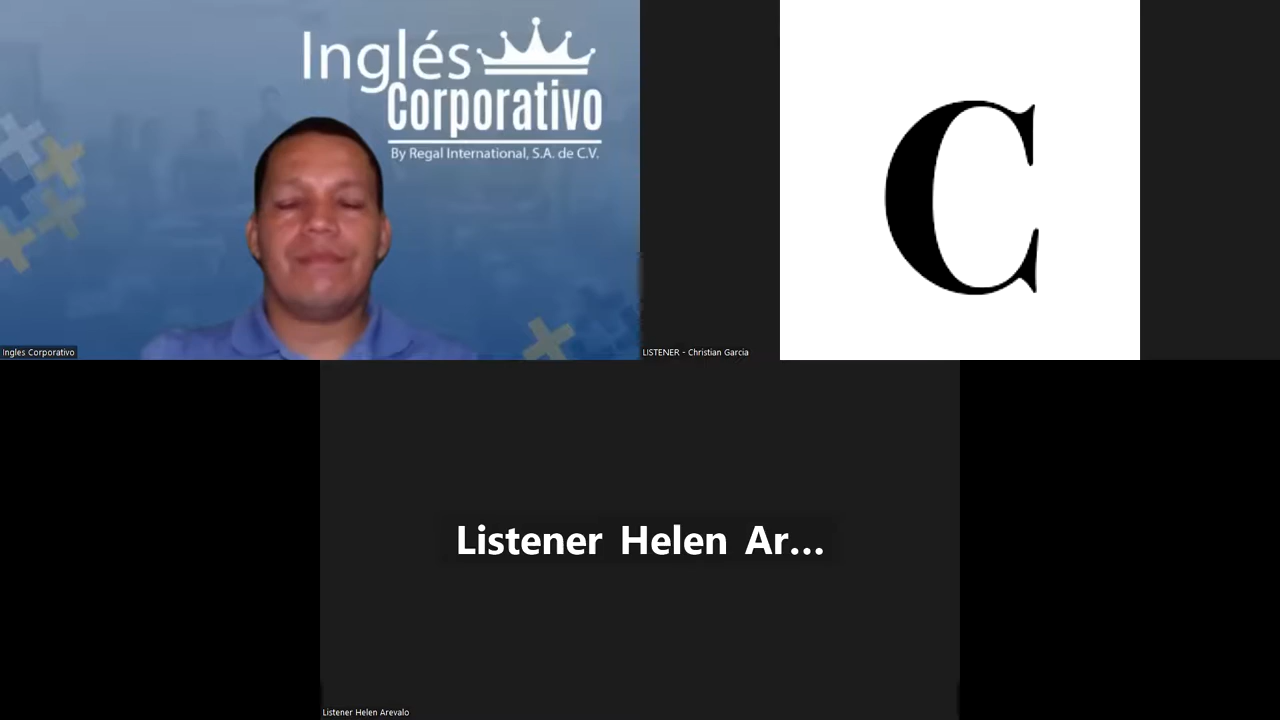 Inglés
Corporativo
By Regal International, S.A. de C.V.
Ingles Corporativo
C
LISTENER - Christian Garcia
Listener Helen Ar...
Listener Helen Arevalo